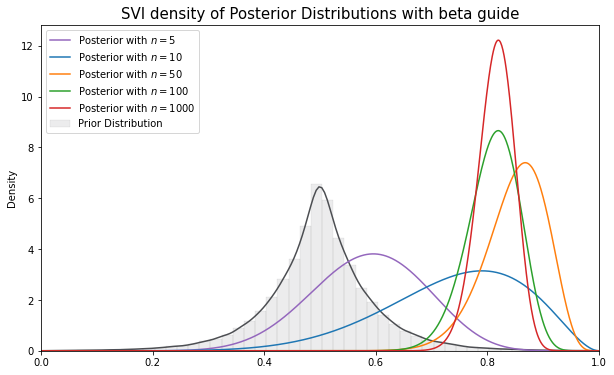 SVI density of Posterior Distributions with beta guide
Posterior with n = 5
Posterior with n = 10
Posterior with n = 50
Posterior with n = 100
Posterior with n = 1000
Prior Distribution
Density
12
10
8
6
4
2
0
0.0 0.2 0.4 0.6 0.8 1.0